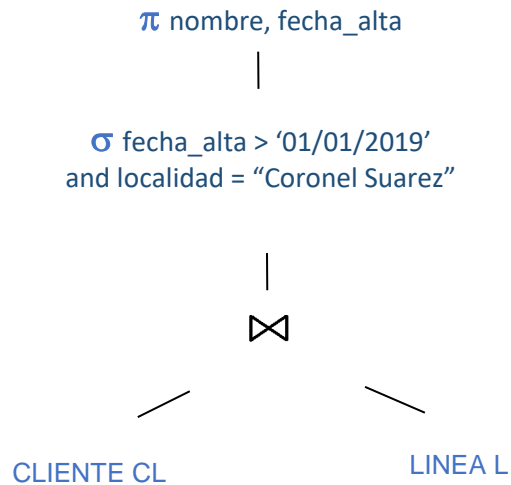 π nombre, fecha_alta
σ fecha_alta > ‘01/01/2019’
and localidad = “Coronel Suarez”
⋈
CLIENTE CL
LINEA L